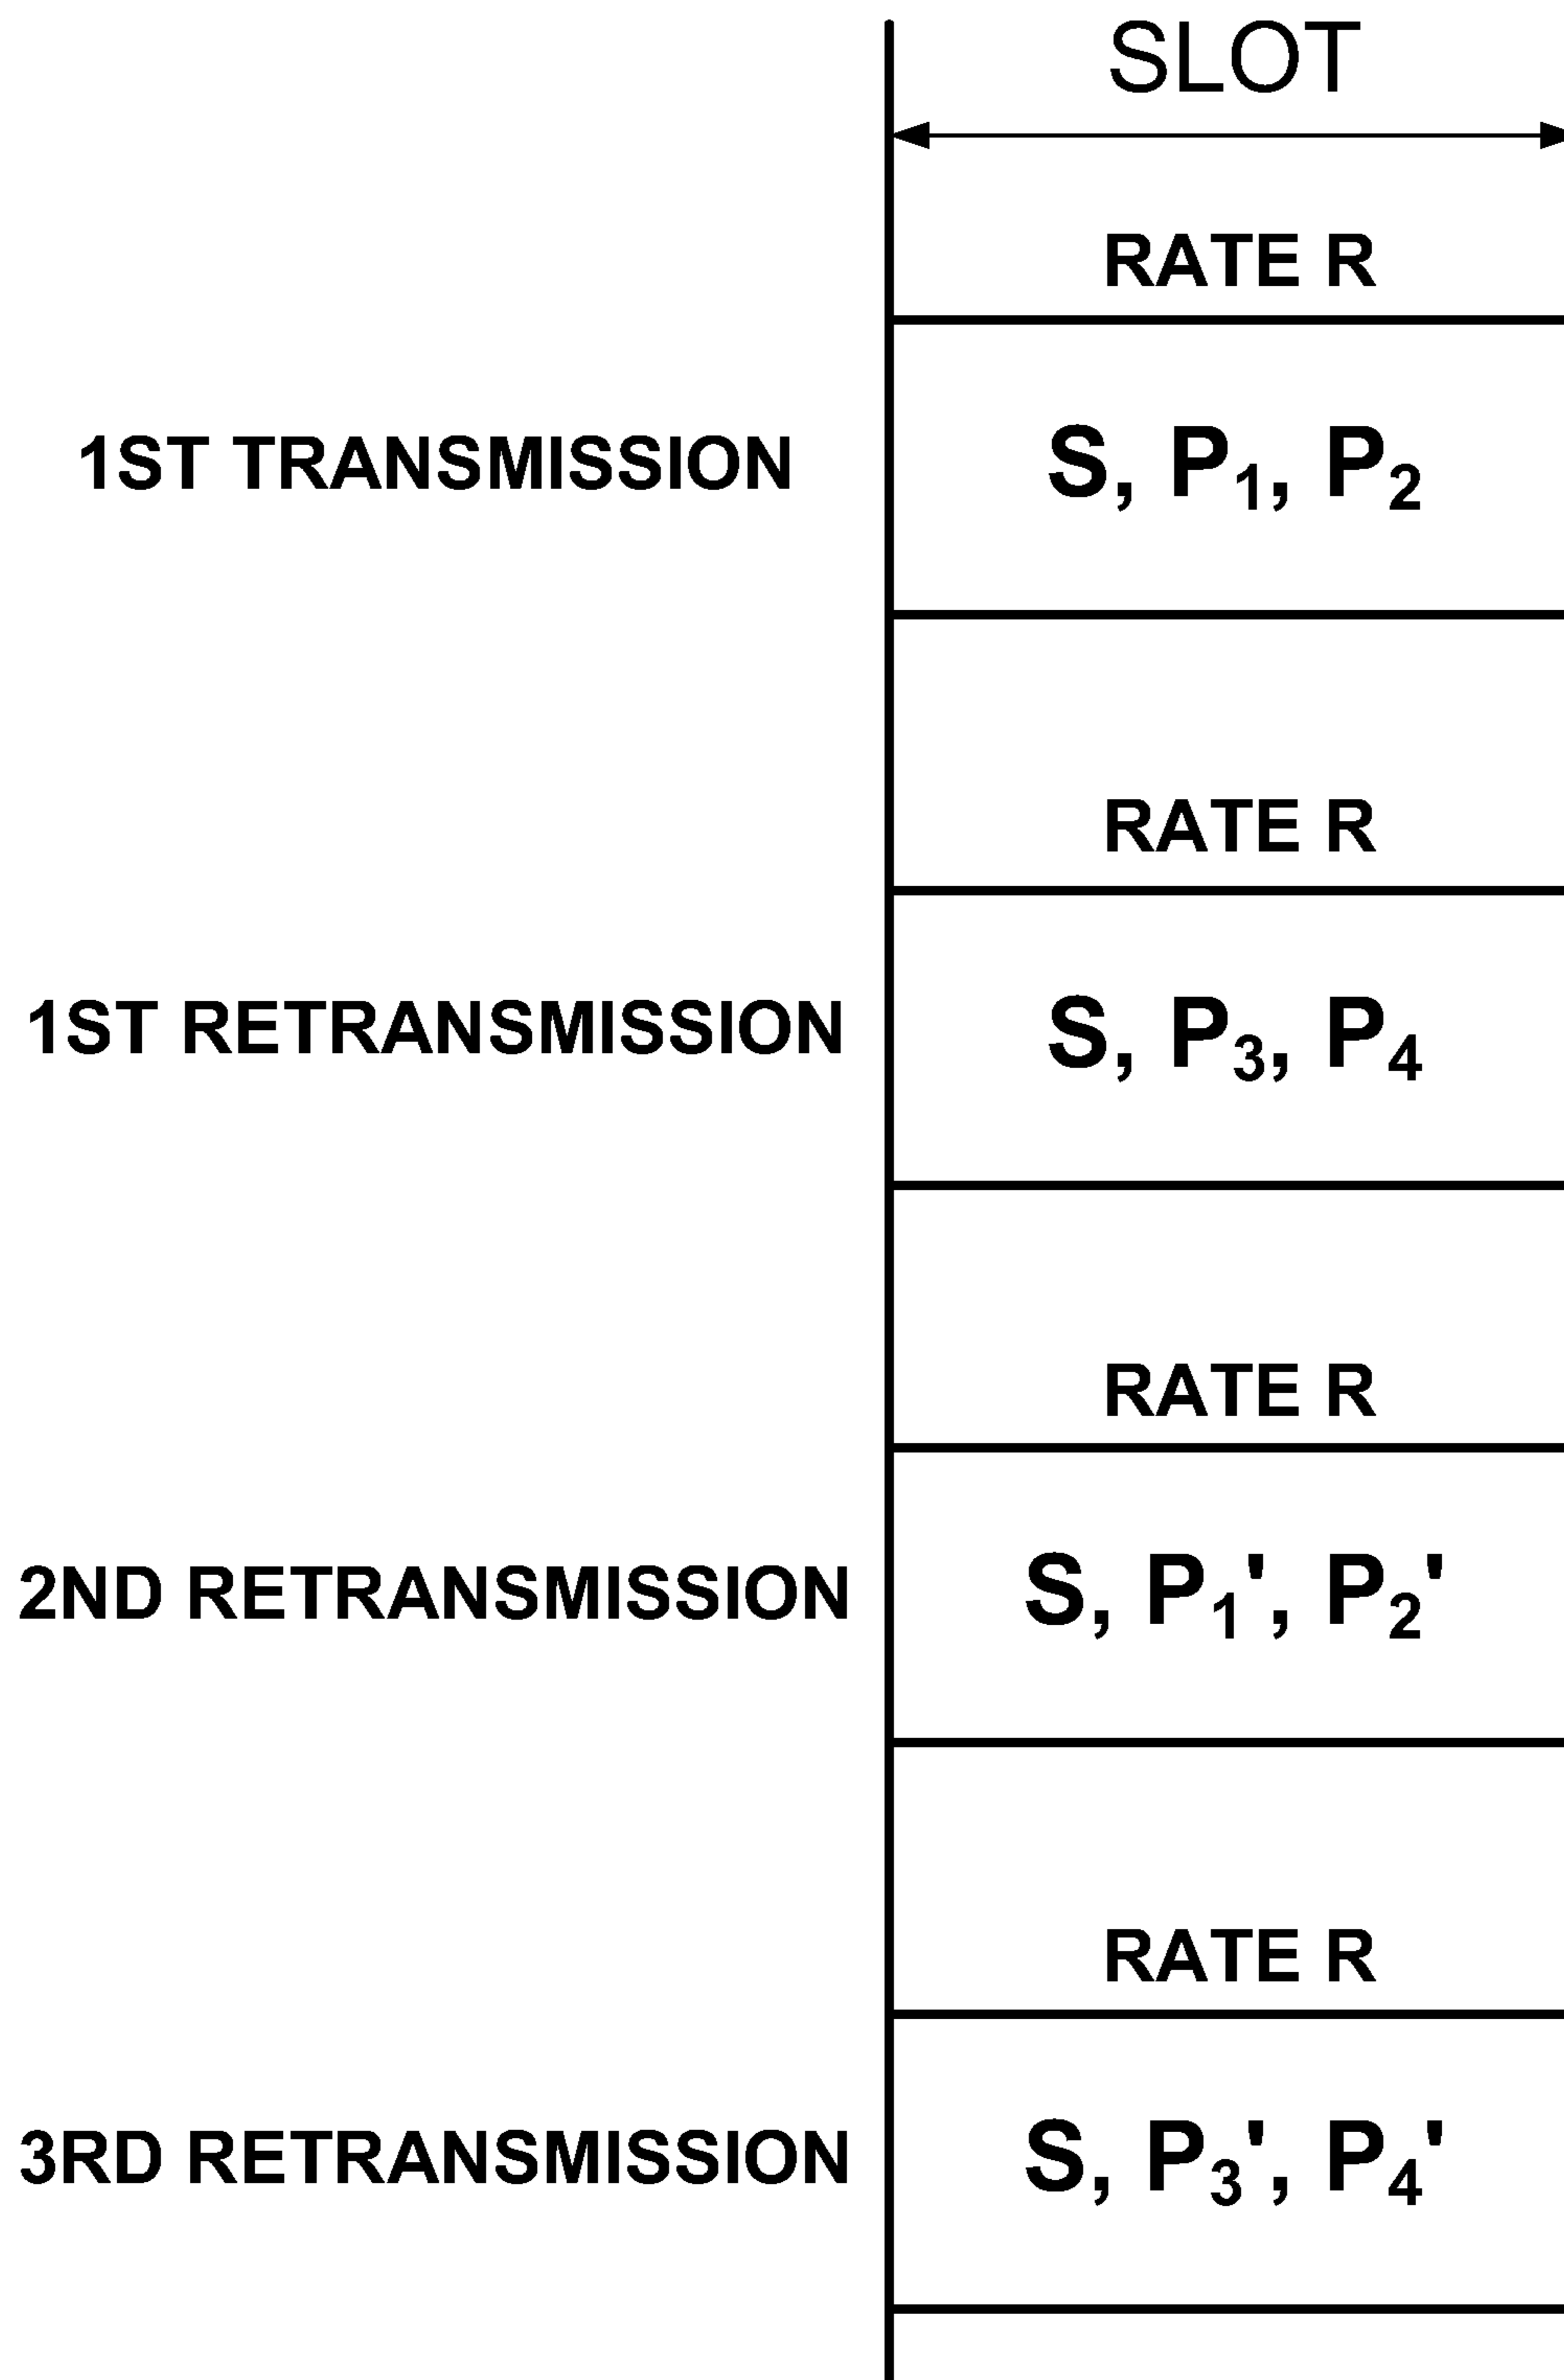 SLOT
RATE R
1ST TRANSMISSION S, P₁, P₂
RATE R
1ST RETRANSMISSION S, P₃, P₄
RATE R
2ND RETRANSMISSION S, P₁', P₂'
RATE R
3RD RETRANSMISSION S, P₃', P₄'